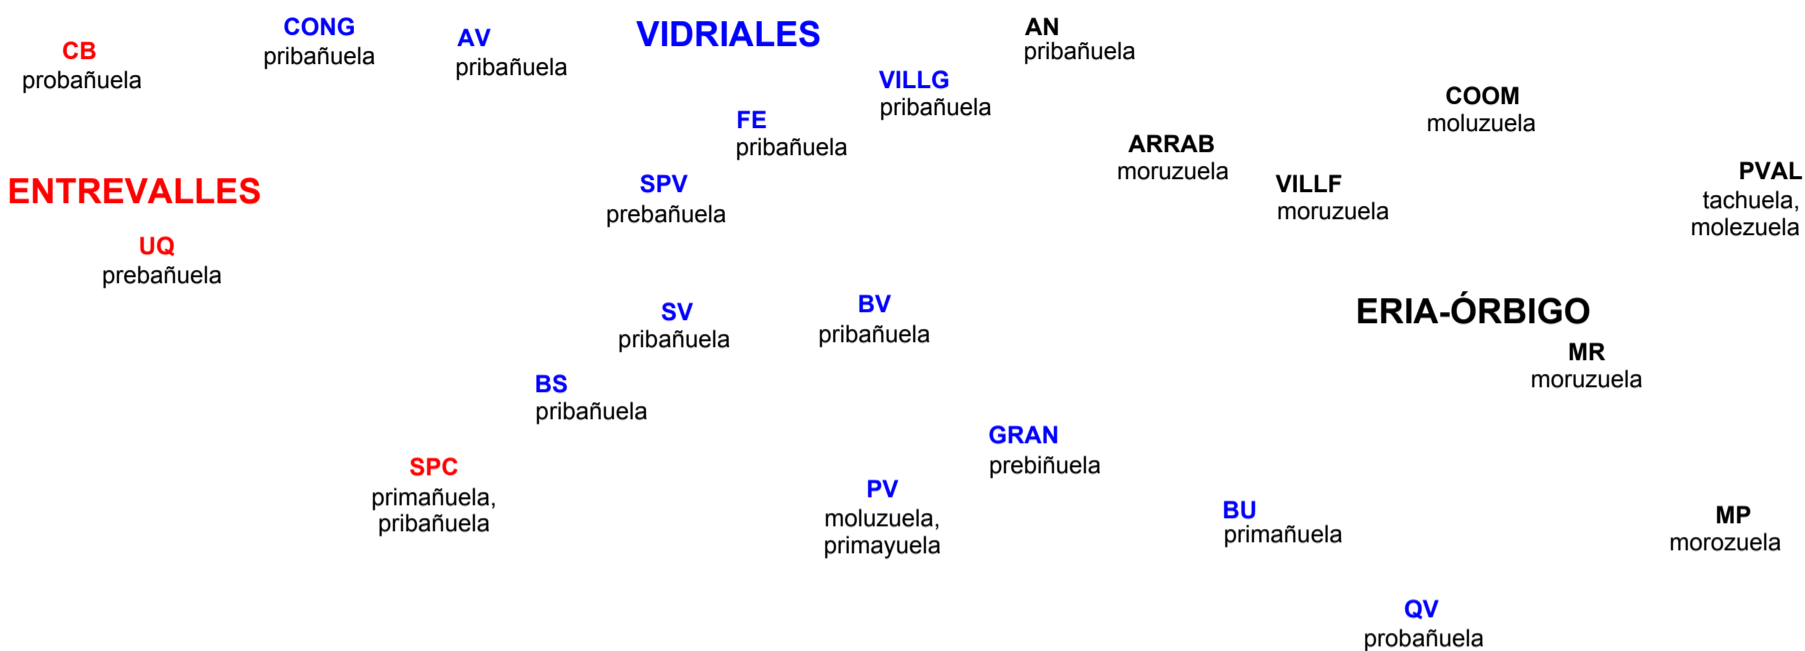 CONG
pribañuela
AV
pribañuela
VIDRIALES
AN
pribañuela
CB
probañuela
VILLG
pribañuela
COOM
moluzuela
FE
pribañuela
ARRAB
moruzuela
PVAL
tachuela,
molezuela
ENTREVALLES
SPV
prebañuela
VILLF
moruzuela
UQ
prebañuela
SV
pribañuela
BV
pribañuela
ERIA-ÓRBIGO
MR
moruzuela
BS
pribañuela
GRAN
prebiñuela
SPC
primañuela,
pribañuela
PV
moluzuela,
primayuela
BU
primañuela
MP
morozuela
QV
probañuela